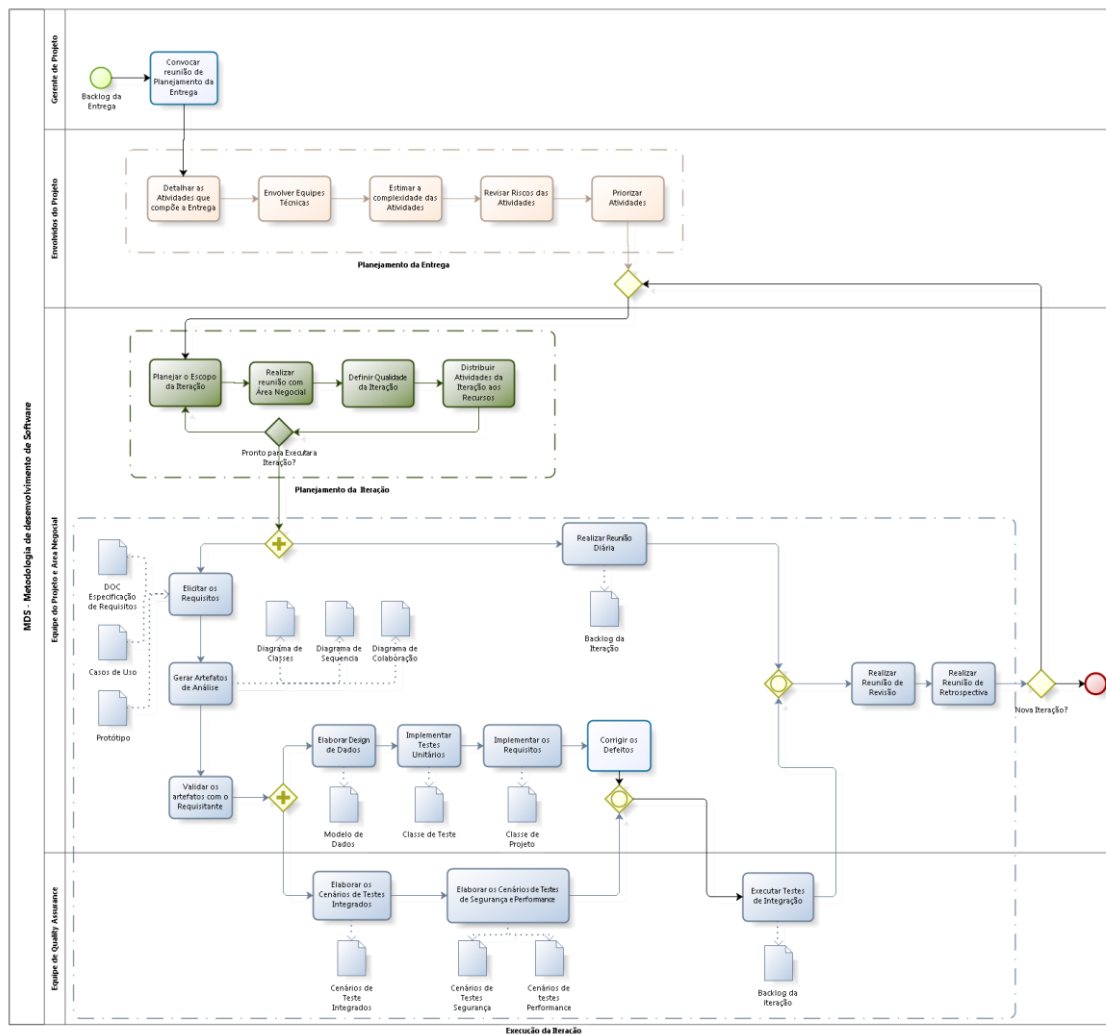 MDS - Metodologia de desenvolvimento de Software
Gerente de Projeto
Backlog da
Entrega
Convocar
reunião de
Planejamento da
Entrega
Envolvidos do Projeto
Detalhar as
Atividades que
compõe a Entrega
Envolver Equipes
Técnicas
Estimar a
complexidade das
Atividades
Revisar Riscos das
Atividades
Priorizar
Atividades
Planejamento da Entrega
Equipe do Projeto e Área Negocial
Planejar o Escopo
da Iteração
Realizar
reunião com
Área Negocial
Definir Qualidade
da Iteração
Distribuir
Atividades da
Iteração aos
Recursos
Pronto para Executar a
Iteração?
Planejamento da Iteração
Realizar Reunião
Diária
Backlog da
Iteração
DOC
Especificação
de Requisitos
Elicitar os
Requisitos
Casos de Uso
Protótipo
Gerar Artefatos
de Análise
Diagrama de
Classes
Diagrama de
Sequencia
Diagrama de
Colaboração
Realizar
Reunião de
Revisão
Realizar
Reunião de
Retrospectiva
Nova Iteração?
Validar os
artefatos com o
Requisitante
Elaborar Design
de Dados
Implementar
Testes
Unitários
Implementar os
Requisitos
Corrigir os
Defeitos
Modelo de
Dados
Classe de Teste
Classe de
Projeto
Equipe de Quality Assurance
Elaborar os
Cenários de Testes
Integrados
Elaborar os Cenários de Testes
de Segurança e Performance
Executar Testes
de Integração
Cenários de
Teste
Integrados
Cenários de
Testes
Segurança
Cenários de
testes
Performance
Backlog da
iteração
Execução da Iteração